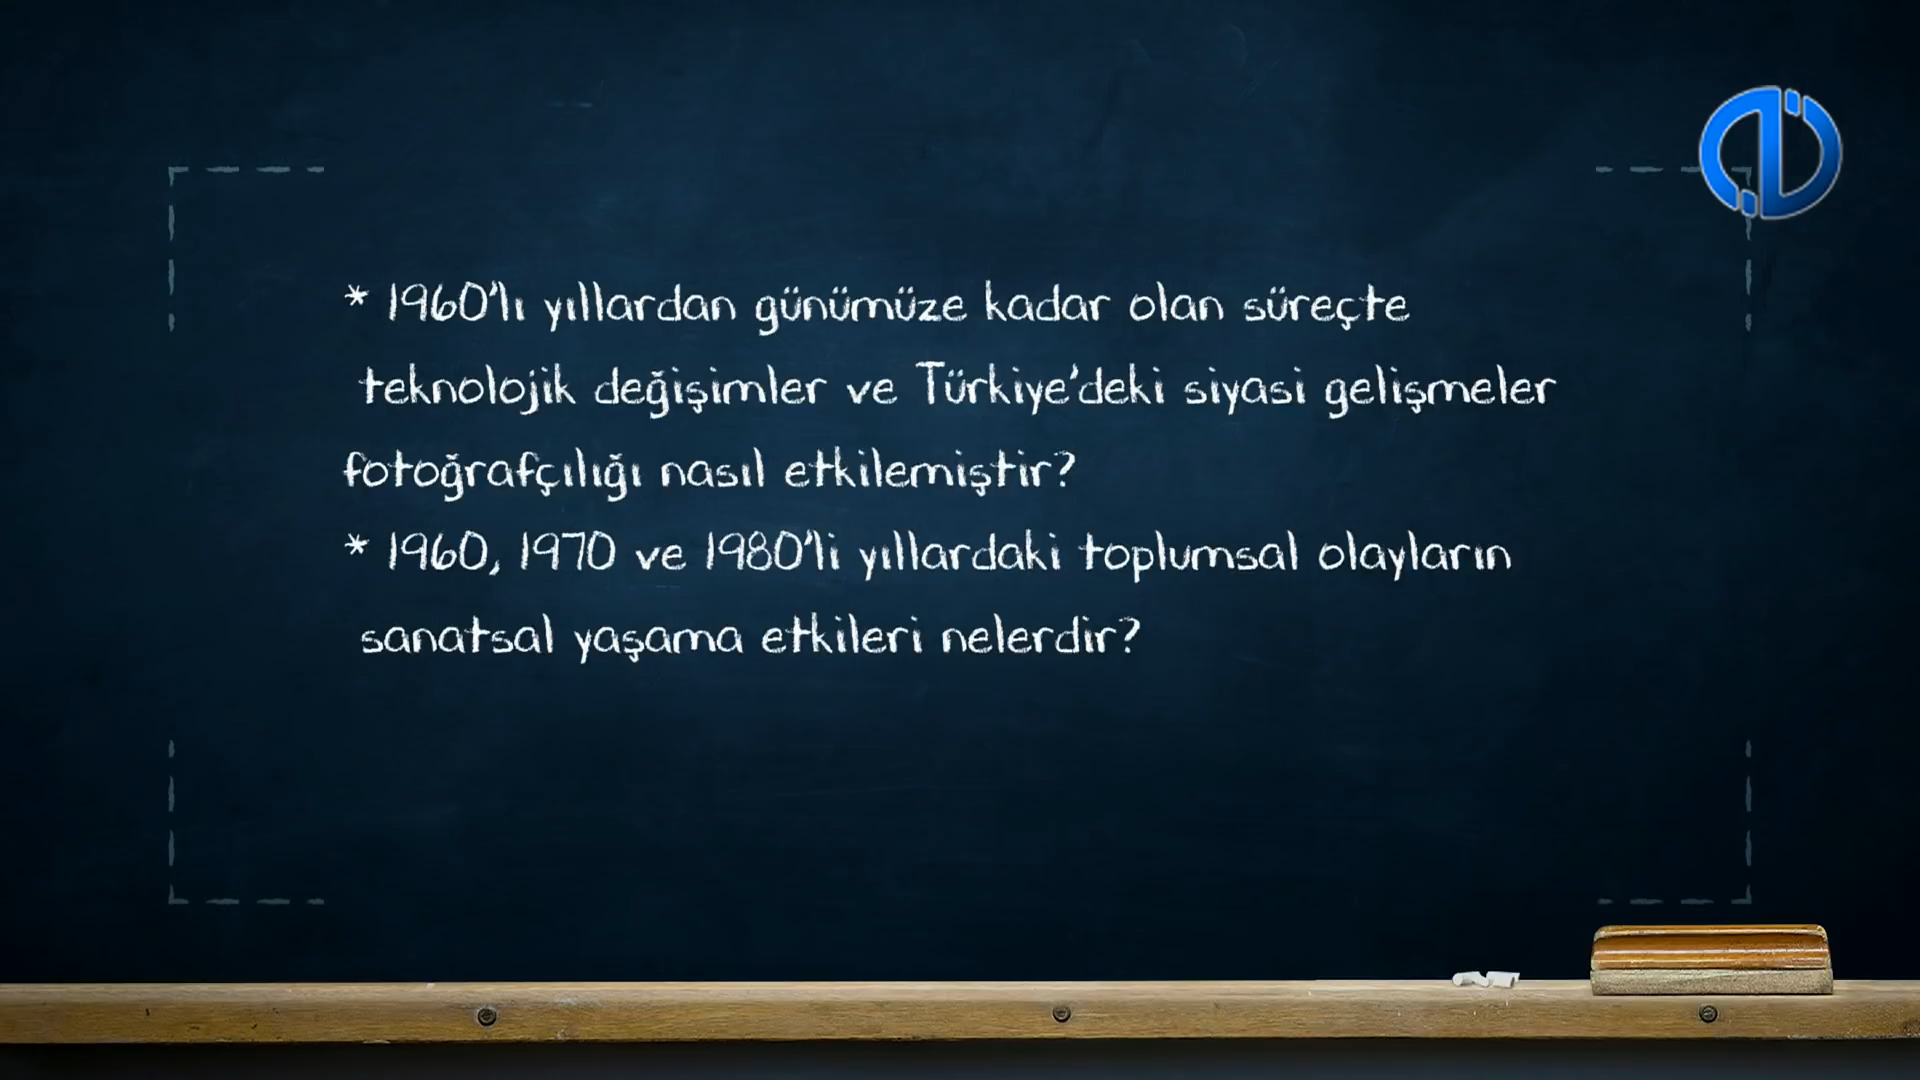 * 1960'lı yıllardan günümüze kadar olan süreçte
teknolojik değişimler ve Türkiye'deki siyasi gelişmeler
fotoğrafçılığı nasıl etkilemiştir?
* 1960, 1970 ve 1980'li yıllardaki toplumsal olayların
sanatsal yaşama etkileri nelerdir?